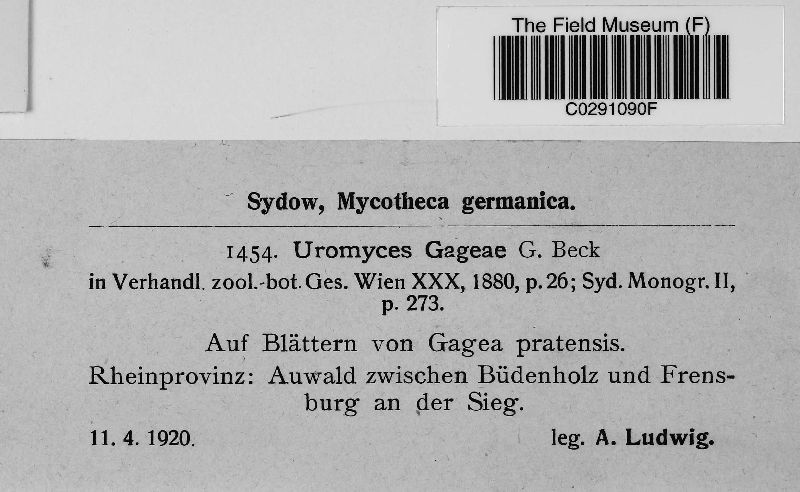 The Field Museum (F)
C0291090F
Sydow, Mycotheca germanica.
1454. Uromyces Gageae G. Beck
in Verhandl. zool.-bot. Ges. Wien XXX, 1880, p. 26; Syd. Monogr. II,
p. 273.
Auf Blättern von Gagea pratensis.
Rheinprovinz: Auwald zwischen Büdenholz und Frens-
burg an der Sieg.
11. 4. 1920. leg. A. Ludwig.